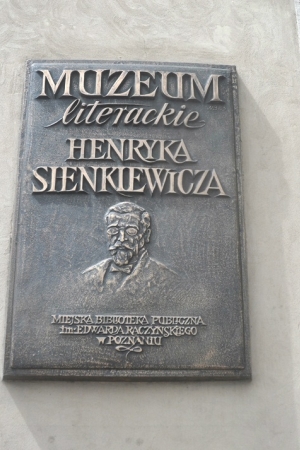 MUZEUM
literackie
HENRYKA
SIENKIEWICZA
MIEJSKA BIBLIOTEKA PUBLICZNA
im. EDWARDA RACZYŃSKIEGO
w POZNANIU